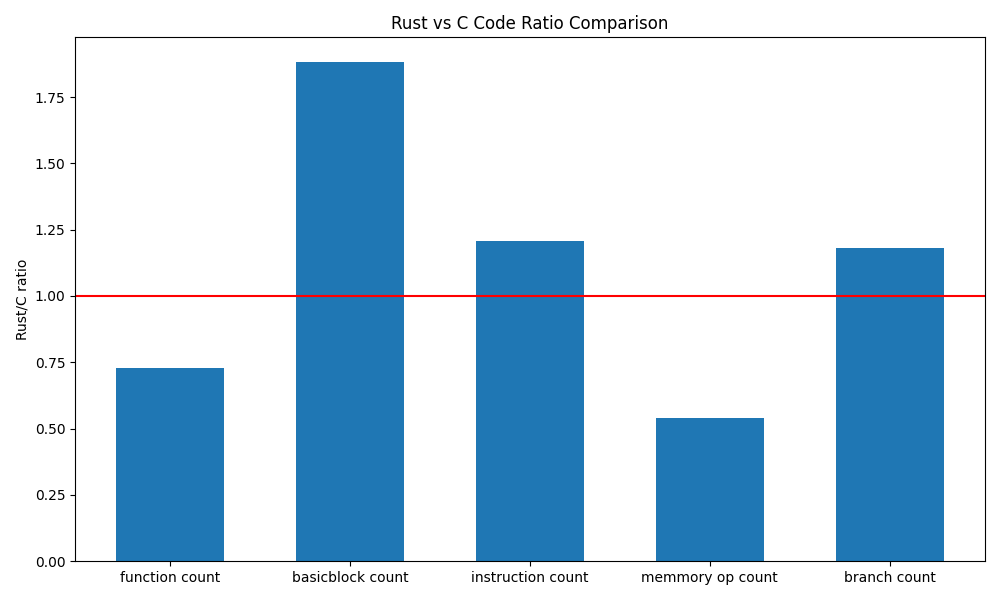 Rust vs C Code Ratio Comparison
Rust/C ratio
1.75
1.50
1.25
1.00
0.75
0.50
0.25
0.00
function count
basicblock count
instruction count
memmory op count
branch count